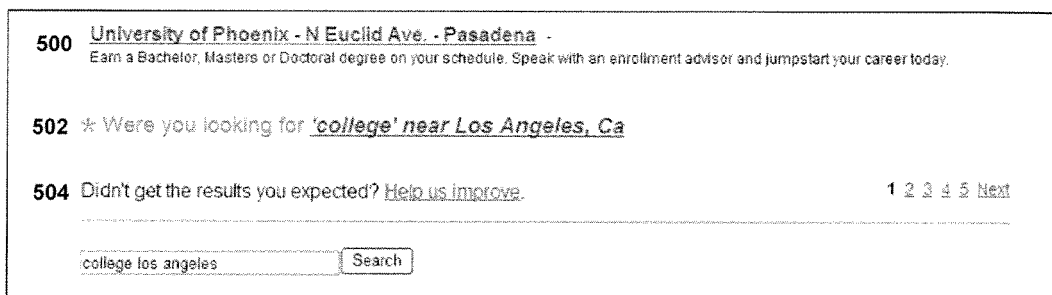 500 University of Phoenix - N Euclid Ave. - Pasadena -
Earn a Bachelor, Masters or Doctoral degree on your schedule. Speak with an enrollment advisor and jumpstart your career today.
502 * Were you looking for 'college' near Los Angeles, Ca
504 Didn't get the results you expected? Help us improve. 1 2 3 4 5 Next
college los angeles Search